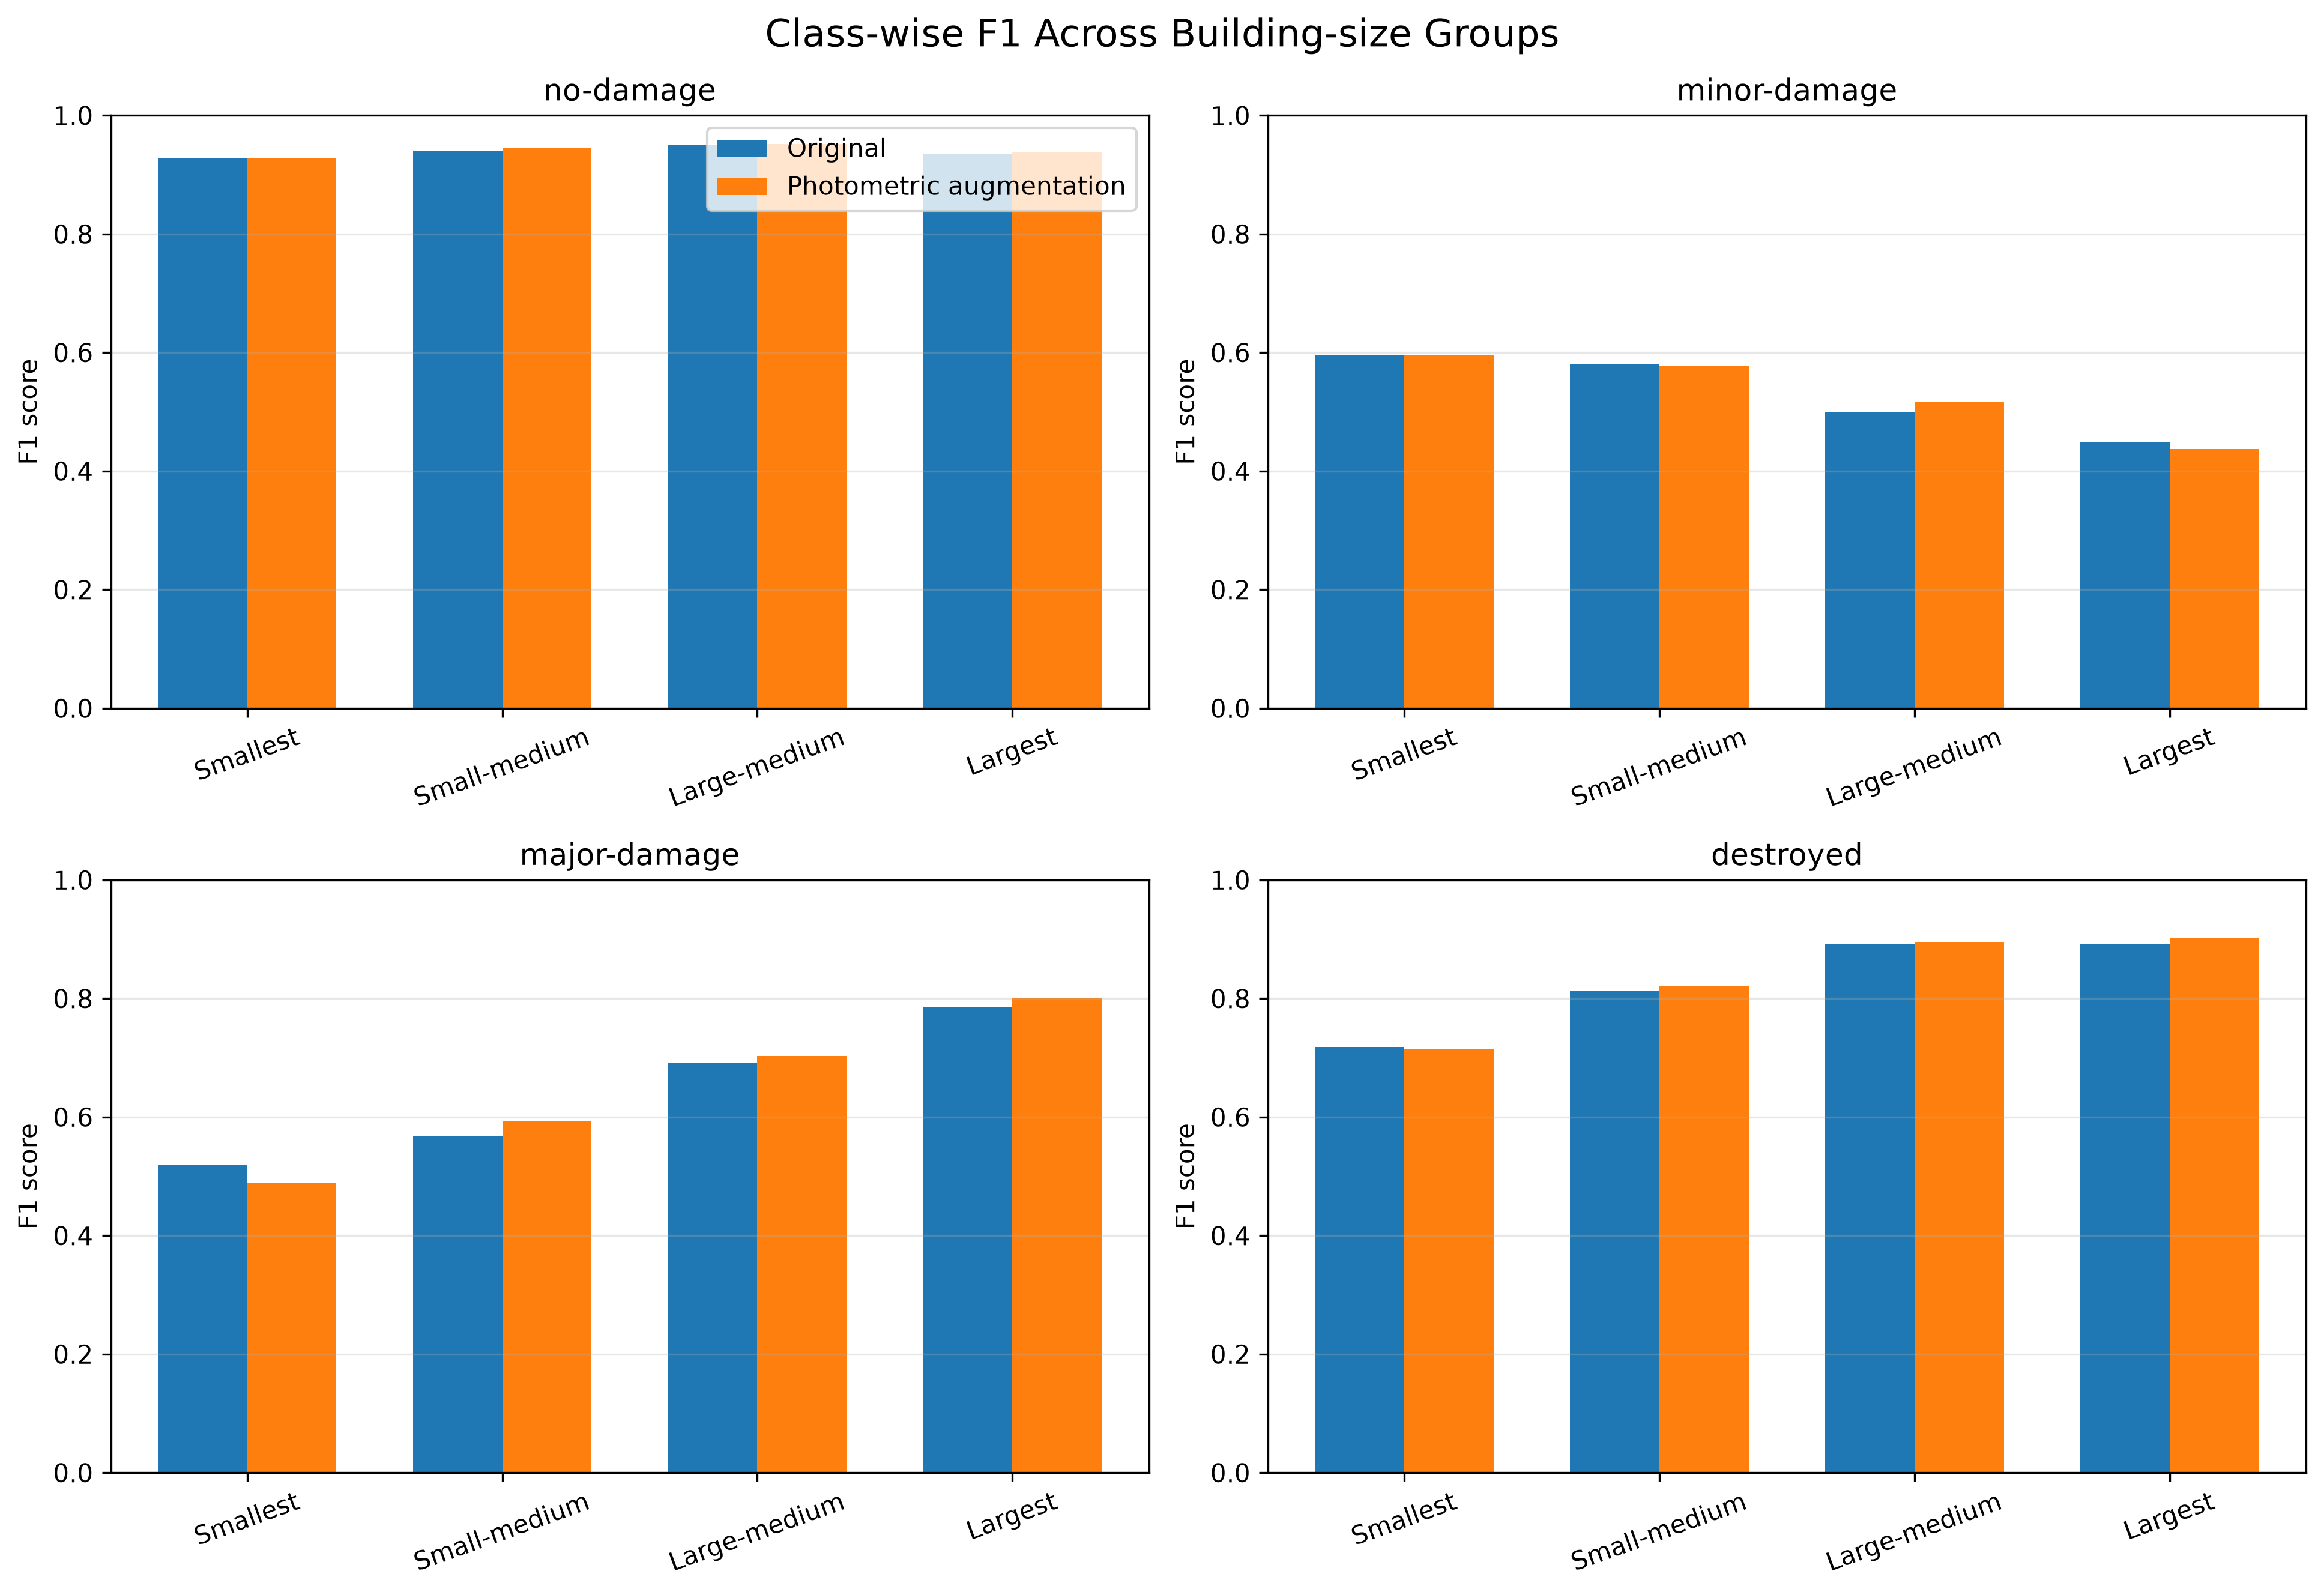 Class-wise F1 Across Building-size Groups
no-damage
F1 score
1.0
0.8
0.6
0.4
0.2
0.0
Original
Photometric augmentation
Smallest
Small-medium
Large-medium
Largest
minor-damage
F1 score
1.0
0.8
0.6
0.4
0.2
0.0
Smallest
Small-medium
Large-medium
Largest
major-damage
F1 score
1.0
0.8
0.6
0.4
0.2
0.0
Smallest
Small-medium
Large-medium
Largest
destroyed
F1 score
1.0
0.8
0.6
0.4
0.2
0.0
Smallest
Small-medium
Large-medium
Largest